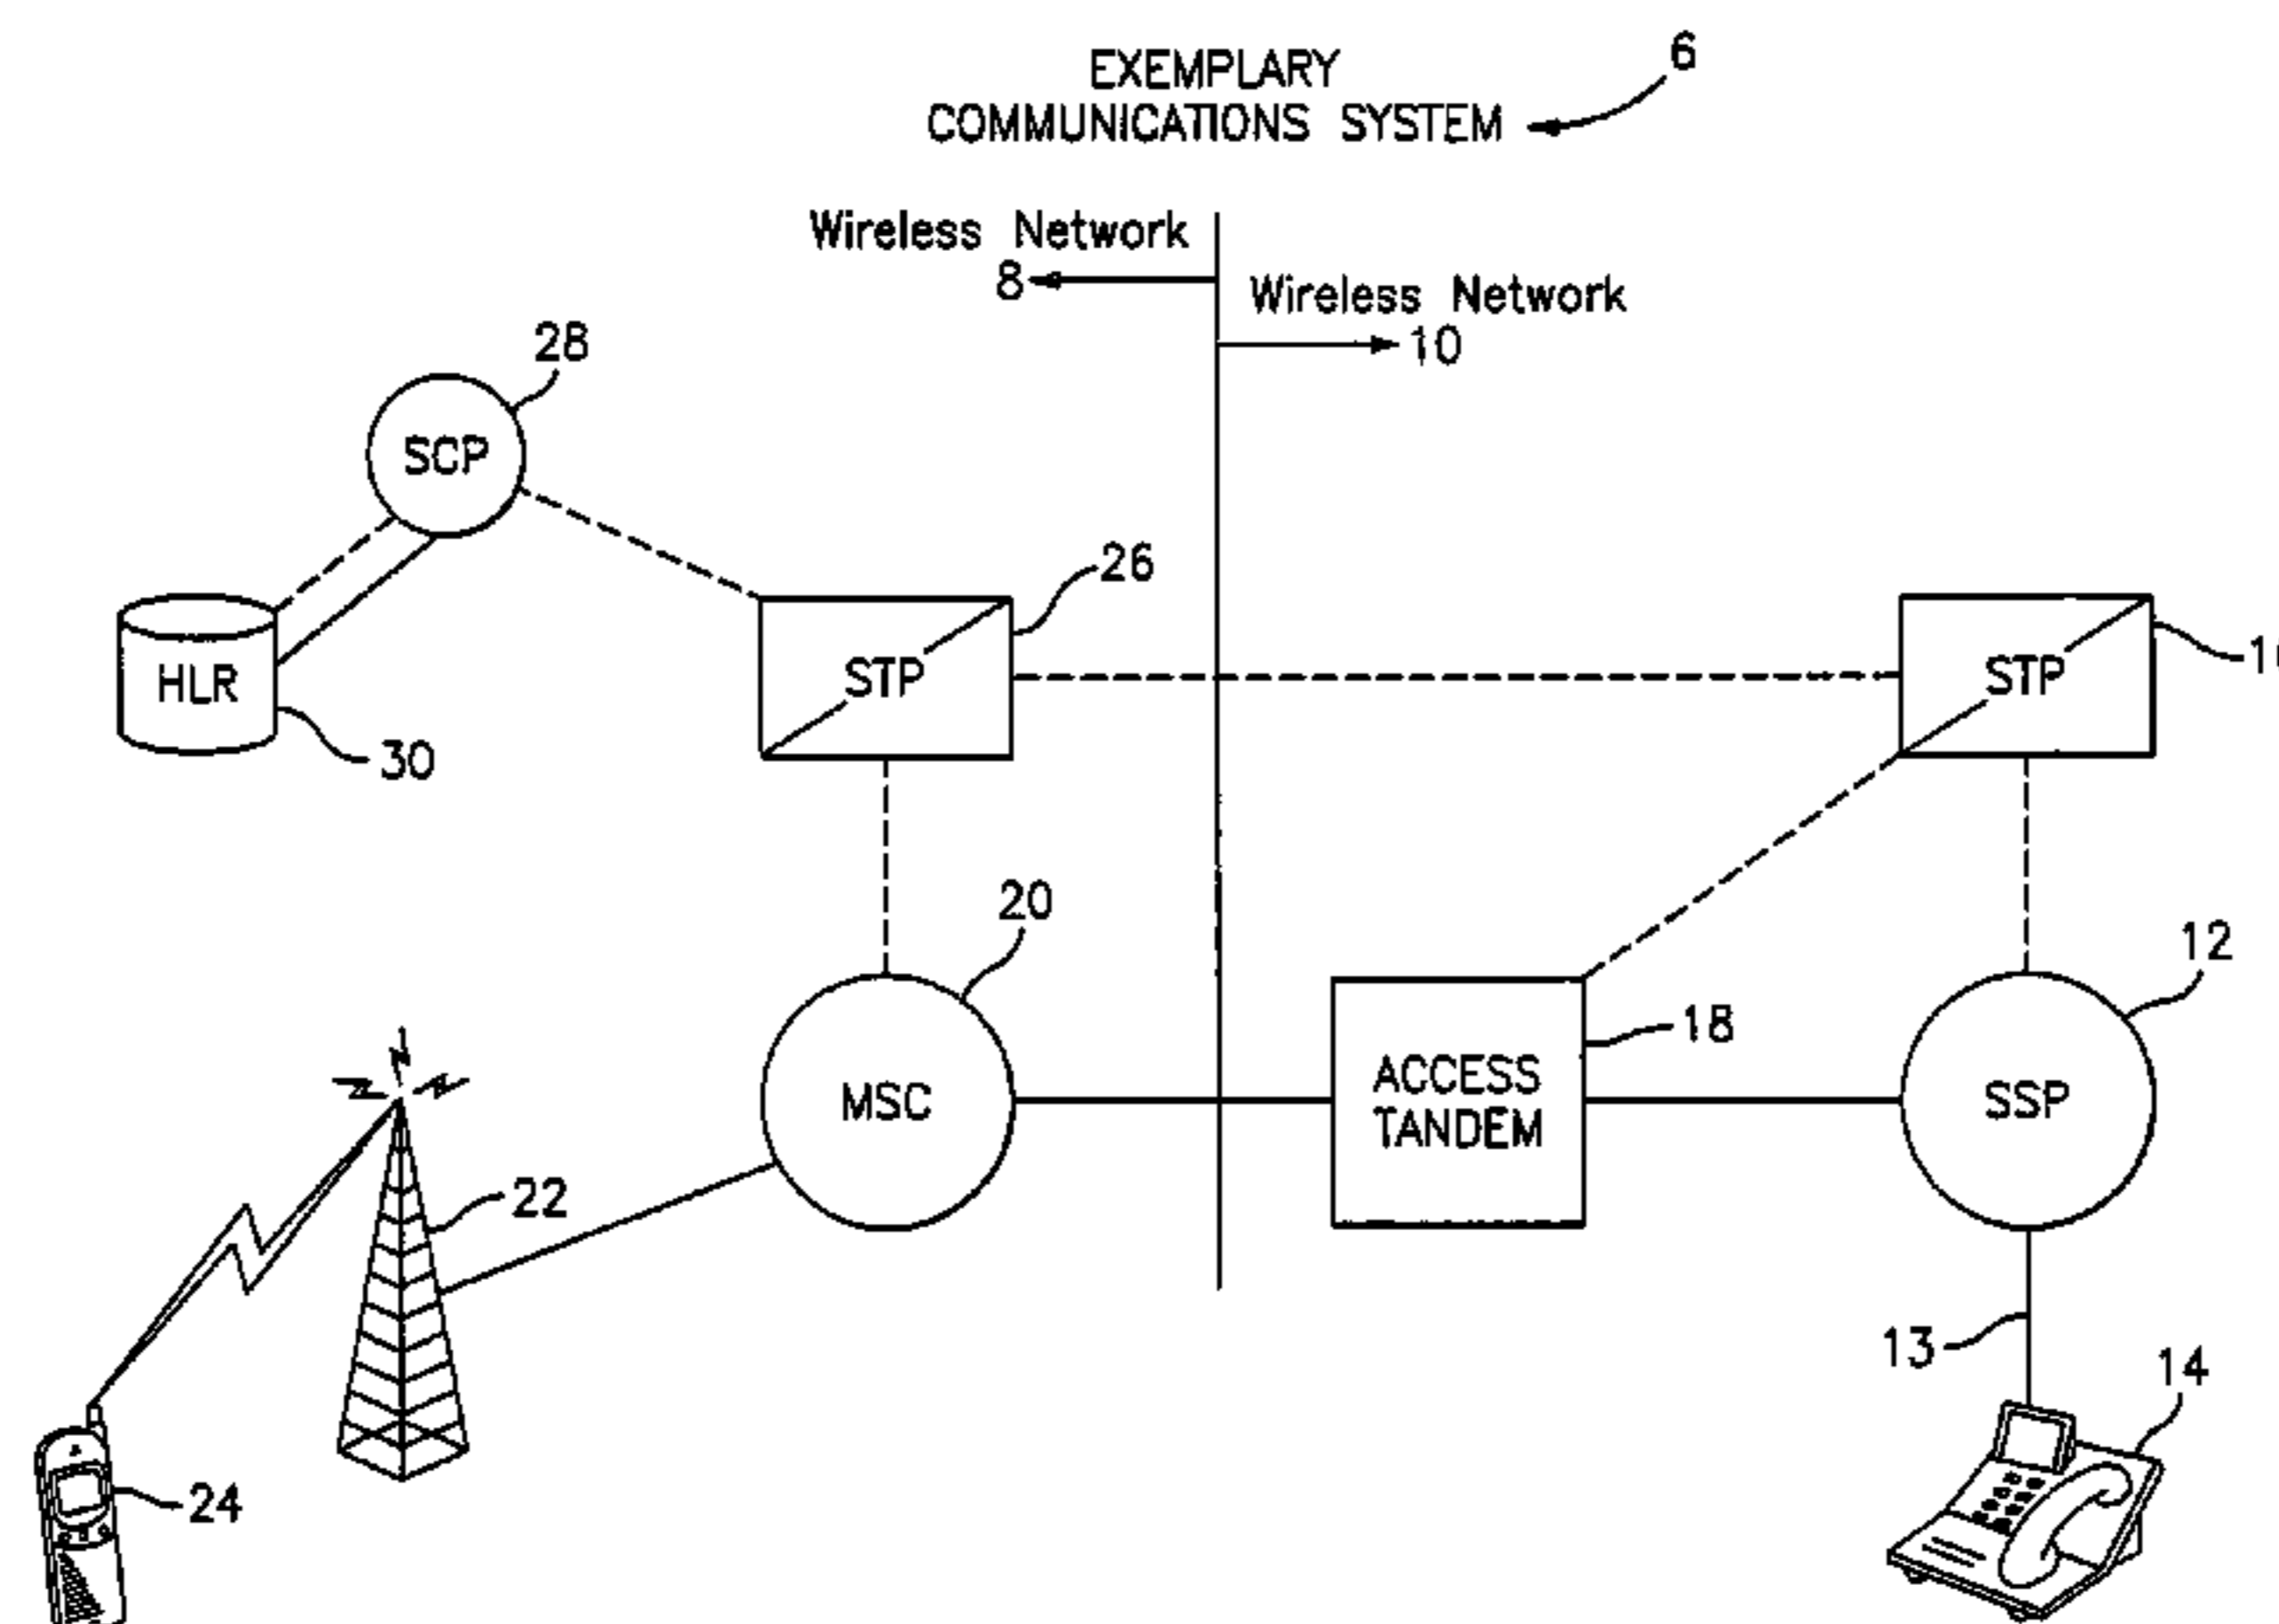 EXEMPLARY
COMMUNICATIONS SYSTEM
6
Wireless Network
8
Wireless Network
10
28
SCP
26
STP
STP
HLR
30
20
12
18
MSC
ACCESS
TANDEM
SSP
22
13
14
24